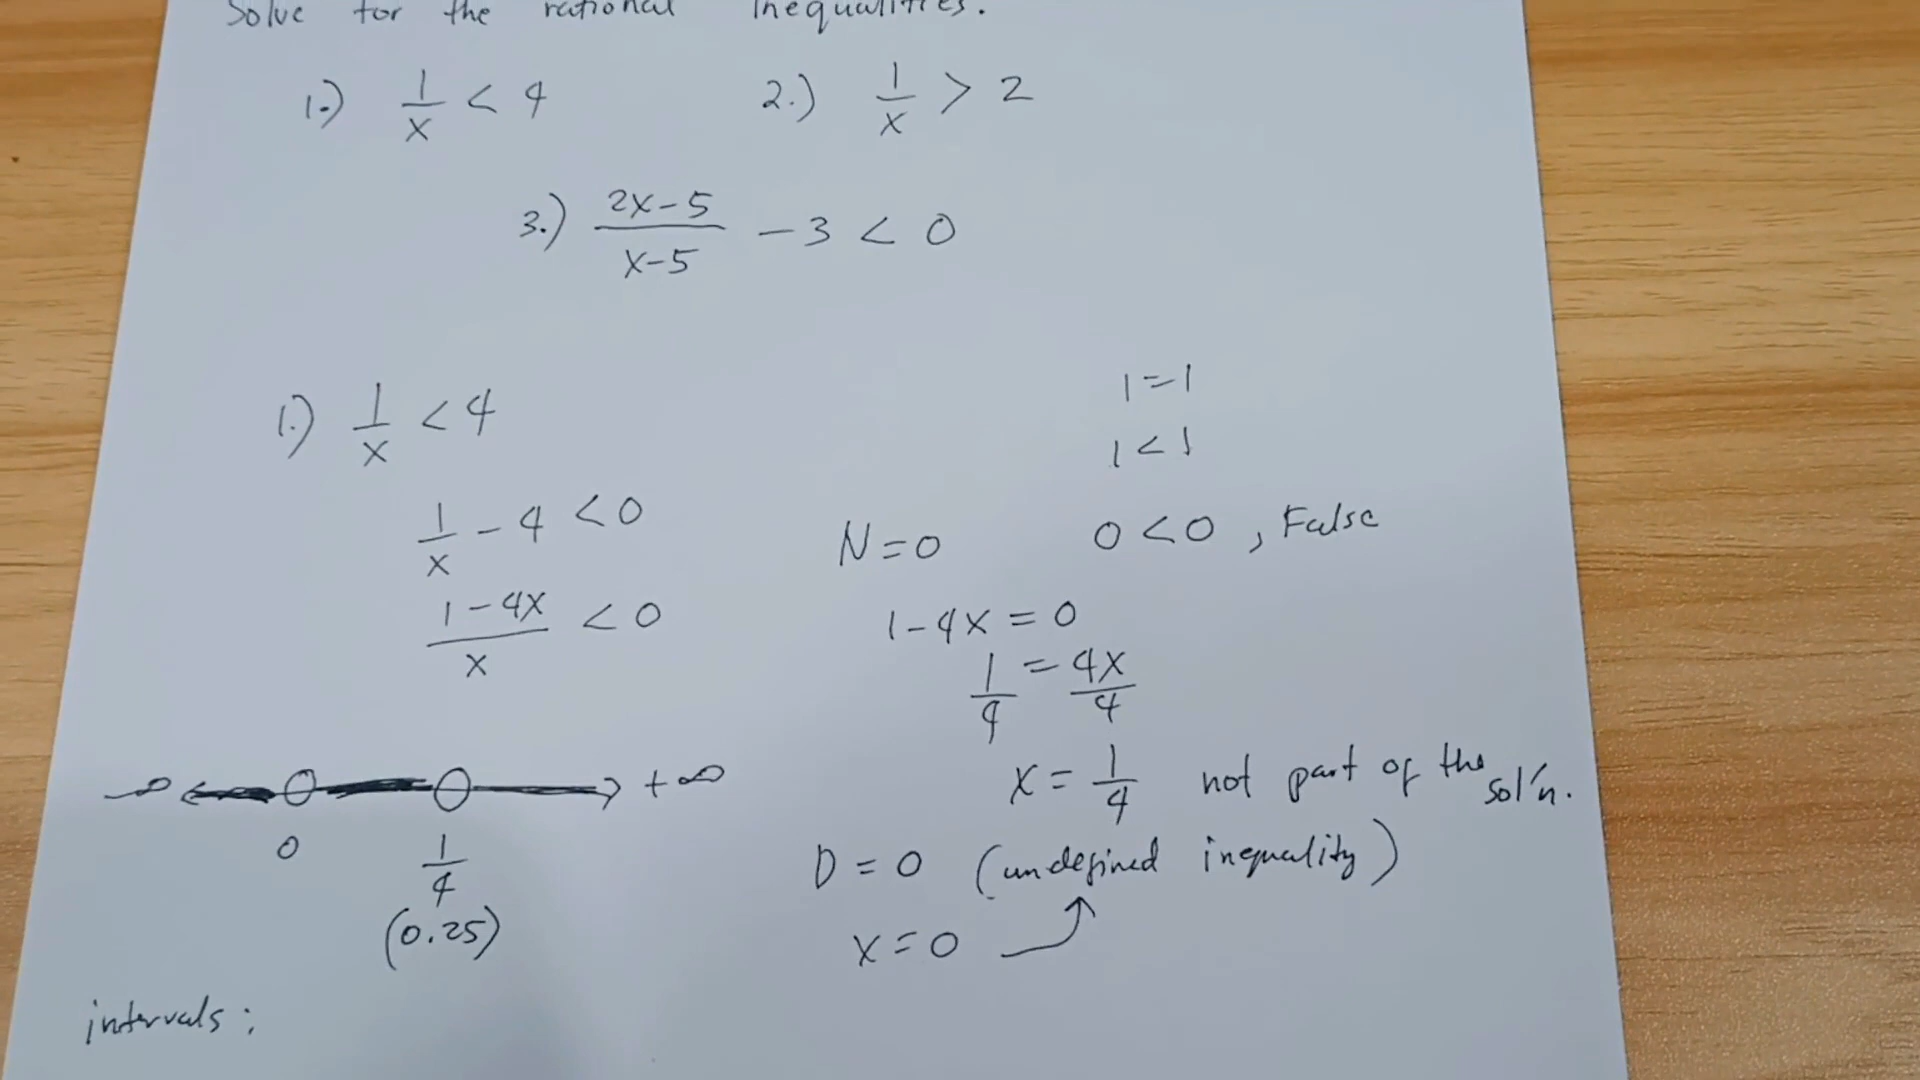 Solve for the rational inequalities.
1.) 1/x < 4
2.) 1/x > 2
3.) (2x-5)/(x-5) - 3 < 0
1.) 1/x < 4
1/x - 4 < 0
(1-4x)/x < 0
-∞ +∞
0 1/4
(0.25)
intervals:
1=1
1<1
N=0 0<0, False
1-4x=0
1/4 = 4x/4
x = 1/4 not part of the sol'n.
D=0 (undefined inequality)
x=0